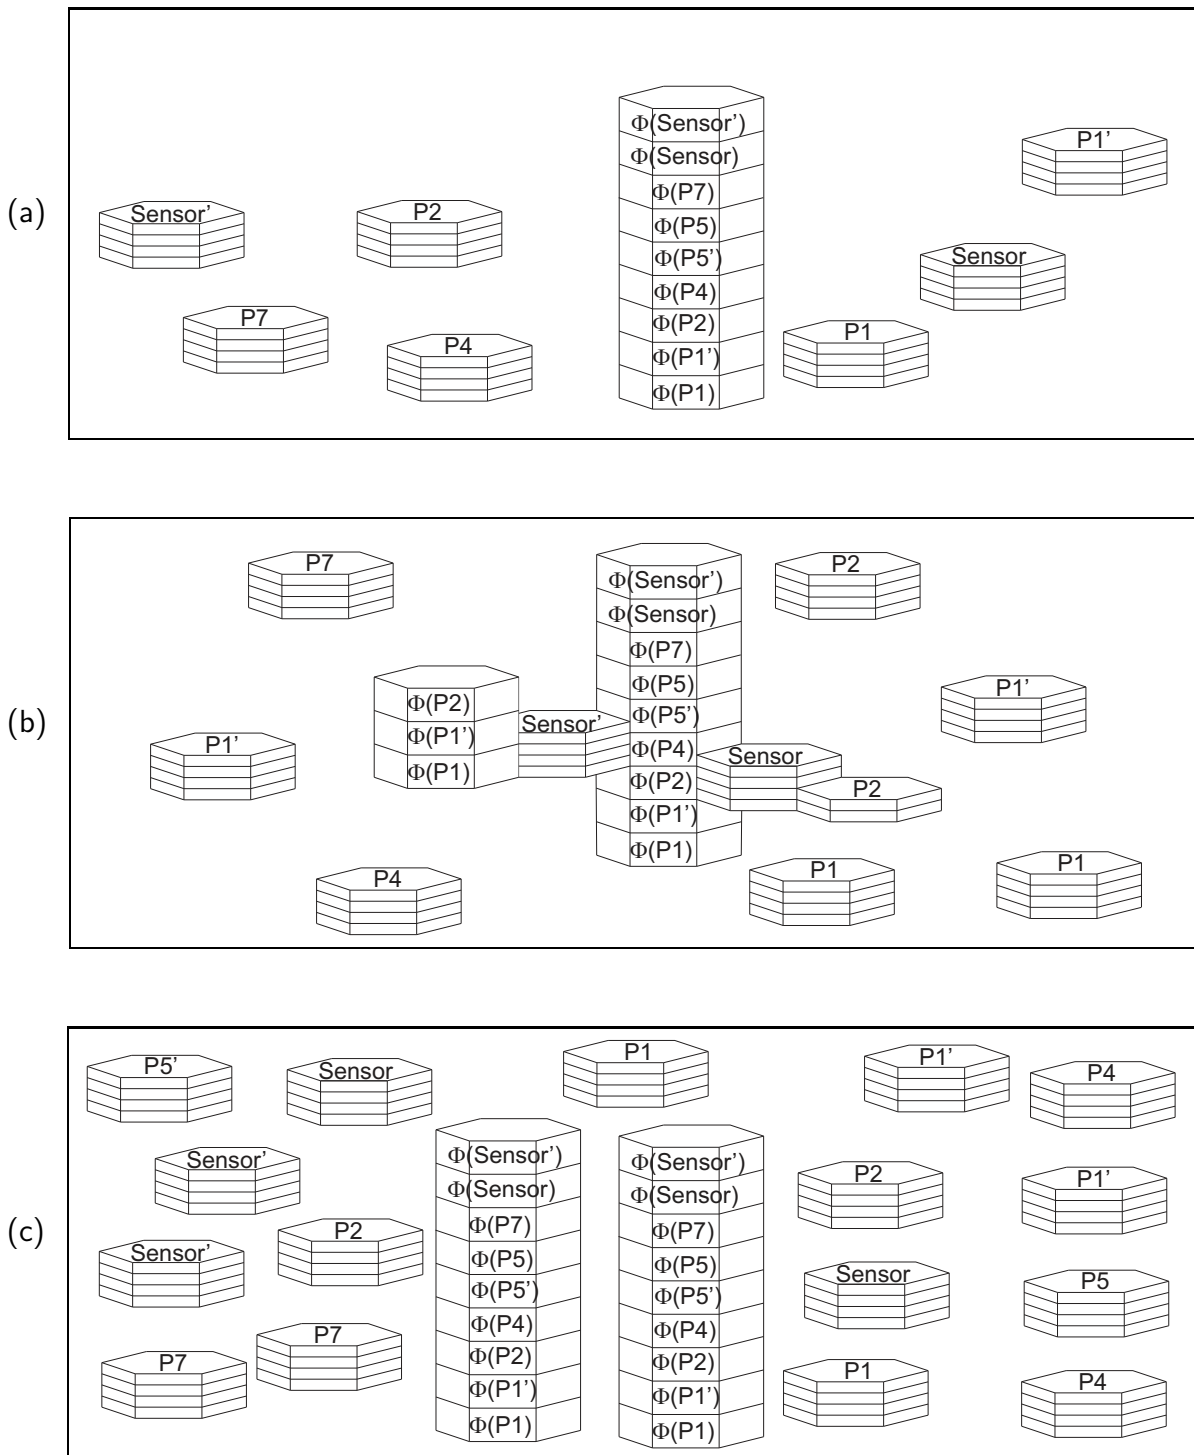 (a)
Sensor'
P2
P7
P4
Φ(Sensor')
Φ(Sensor)
Φ(P7)
Φ(P5)
Φ(P5')
Φ(P4)
Φ(P2)
Φ(P1')
Φ(P1)
P1'
Sensor
P1
(b)
P7
P1'
P4
Φ(P2)
Φ(P1')
Φ(P1)
Sensor'
Φ(Sensor')
Φ(Sensor)
Φ(P7)
Φ(P5)
Φ(P5')
Φ(P4)
Φ(P2)
Φ(P1')
Φ(P1)
P2
P1'
Sensor
P2
P1
P1
(c)
P5'
Sensor
Sensor'
P2
Sensor'
P7
P7
P1
Φ(Sensor')
Φ(Sensor)
Φ(P7)
Φ(P5)
Φ(P5')
Φ(P4)
Φ(P2)
Φ(P1')
Φ(P1)
Φ(Sensor')
Φ(Sensor)
Φ(P7)
Φ(P5)
Φ(P5')
Φ(P4)
Φ(P2)
Φ(P1')
Φ(P1)
P1'
P4
P2
P1'
Sensor
P5
P1
P4